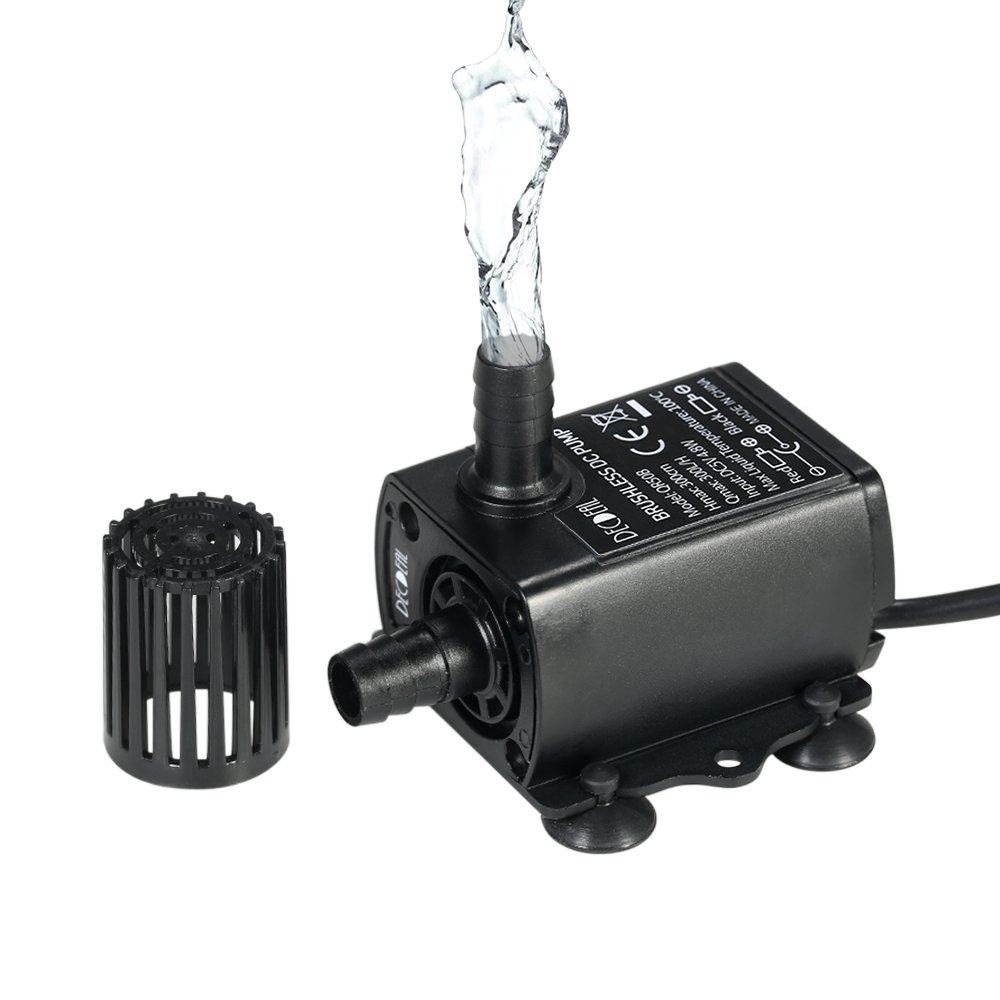 DECDEAL
BRUSHLESS DC PUMP
Model:QR50B
Hmax:300cm
Qmax:300L/H
Input: DC5V 4.8W
Max Liquid Temperature:100℃
Red
Black
MADE IN CHINA
CE
DECDEAL